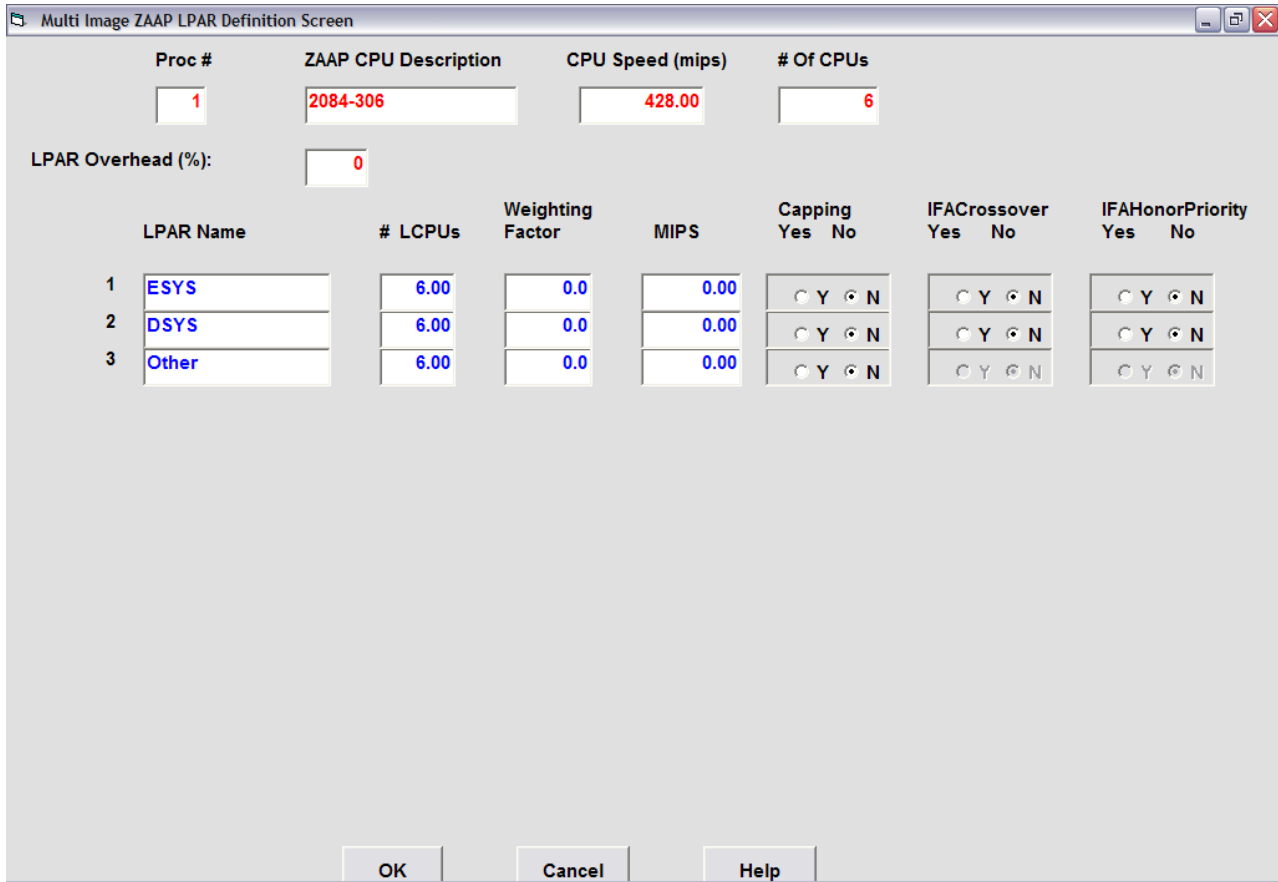 Multi Image ZAAP LPAR Definition Screen
Proc # ZAAP CPU Description CPU Speed (mips) # Of CPUs
1 2084-306 428.00 6
LPAR Overhead (%): 0
Weighting Capping IFACrossover IFAHonorPriority
LPAR Name # LCPUs Factor MIPS Yes No Yes No Yes No
1 ESYS 6.00 0.0 0.00 Y N Y N Y N
2 DSYS 6.00 0.0 0.00 Y N Y N Y N
3 Other 6.00 0.0 0.00 Y N Y N Y N
OK Cancel Help